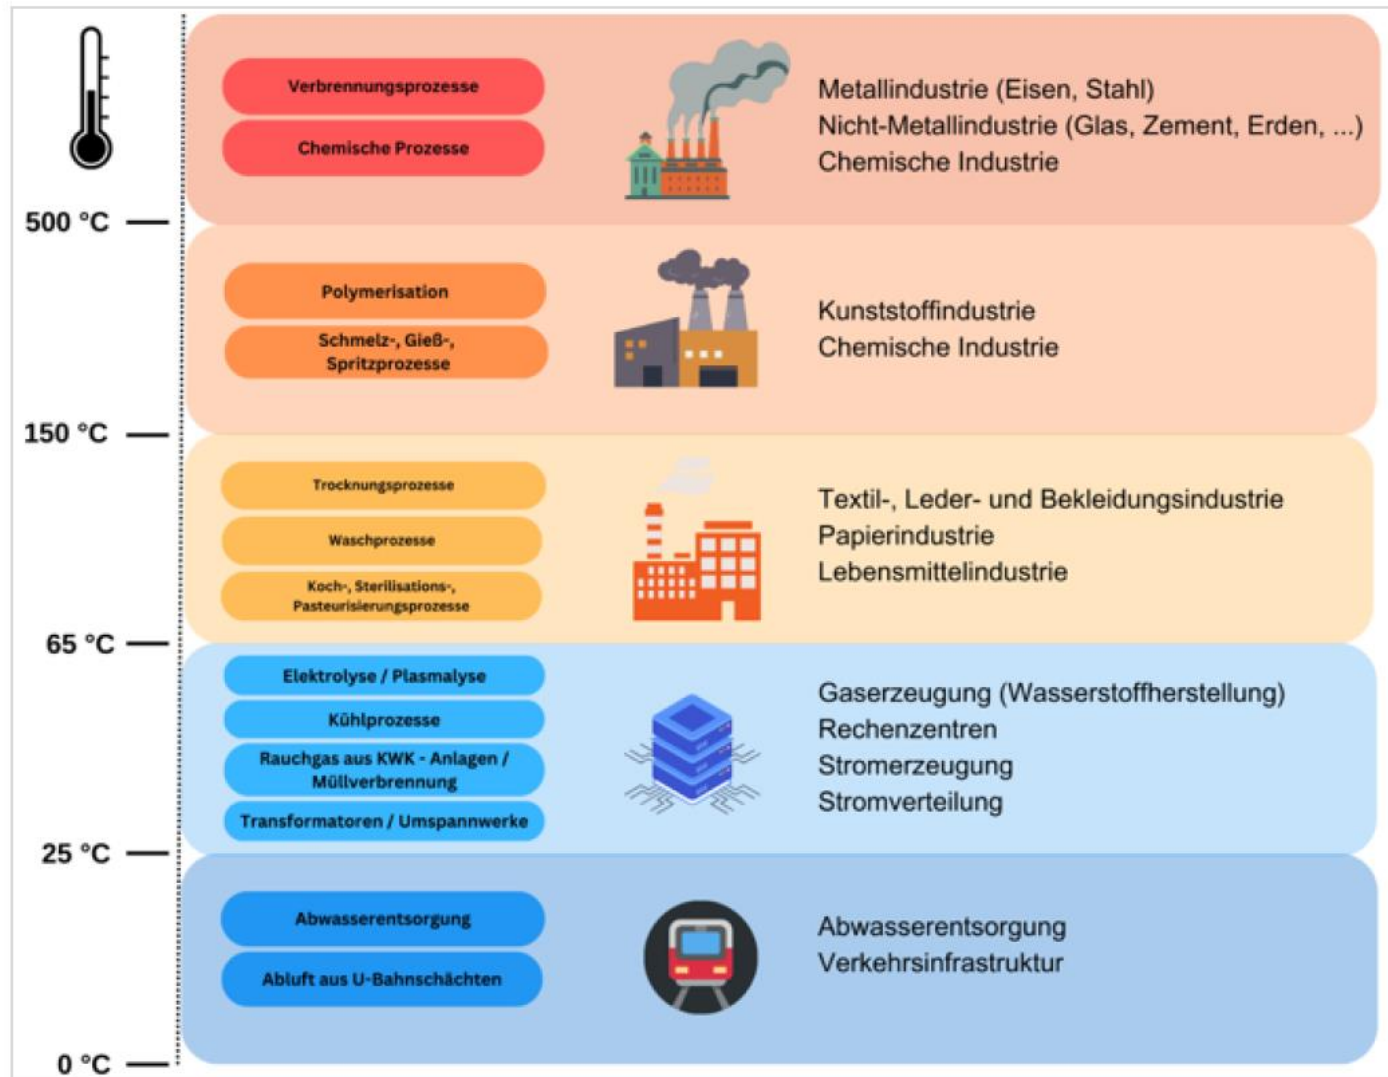 Verbrennungsprozesse
Chemische Prozesse
Metallindustrie (Eisen, Stahl)
Nicht-Metallindustrie (Glas, Zement, Erden, ...)
Chemische Industrie
500 °C
Polymerisation
Schmelz-, Gieß-,
Spritzprozesse
Kunststoffindustrie
Chemische Industrie
150 °C
Trocknungsprozesse
Waschprozesse
Koch-, Sterilisations-,
Pasteurisierungsprozesse
Textil-, Leder- und Bekleidungsindustrie
Papierindustrie
Lebensmittelindustrie
65 °C
Elektrolyse / Plasmalyse
Kühlprozesse
Rauchgas aus KWK - Anlagen /
Müllverbrennung
Transformatoren / Umspannwerke
Gaserzeugung (Wasserstoffherstellung)
Rechenzentren
Stromerzeugung
Stromverteilung
25 °C
Abwasserentsorgung
Abluft aus U-Bahnschächten
Abwasserentsorgung
Verkehrsinfrastruktur
0 °C